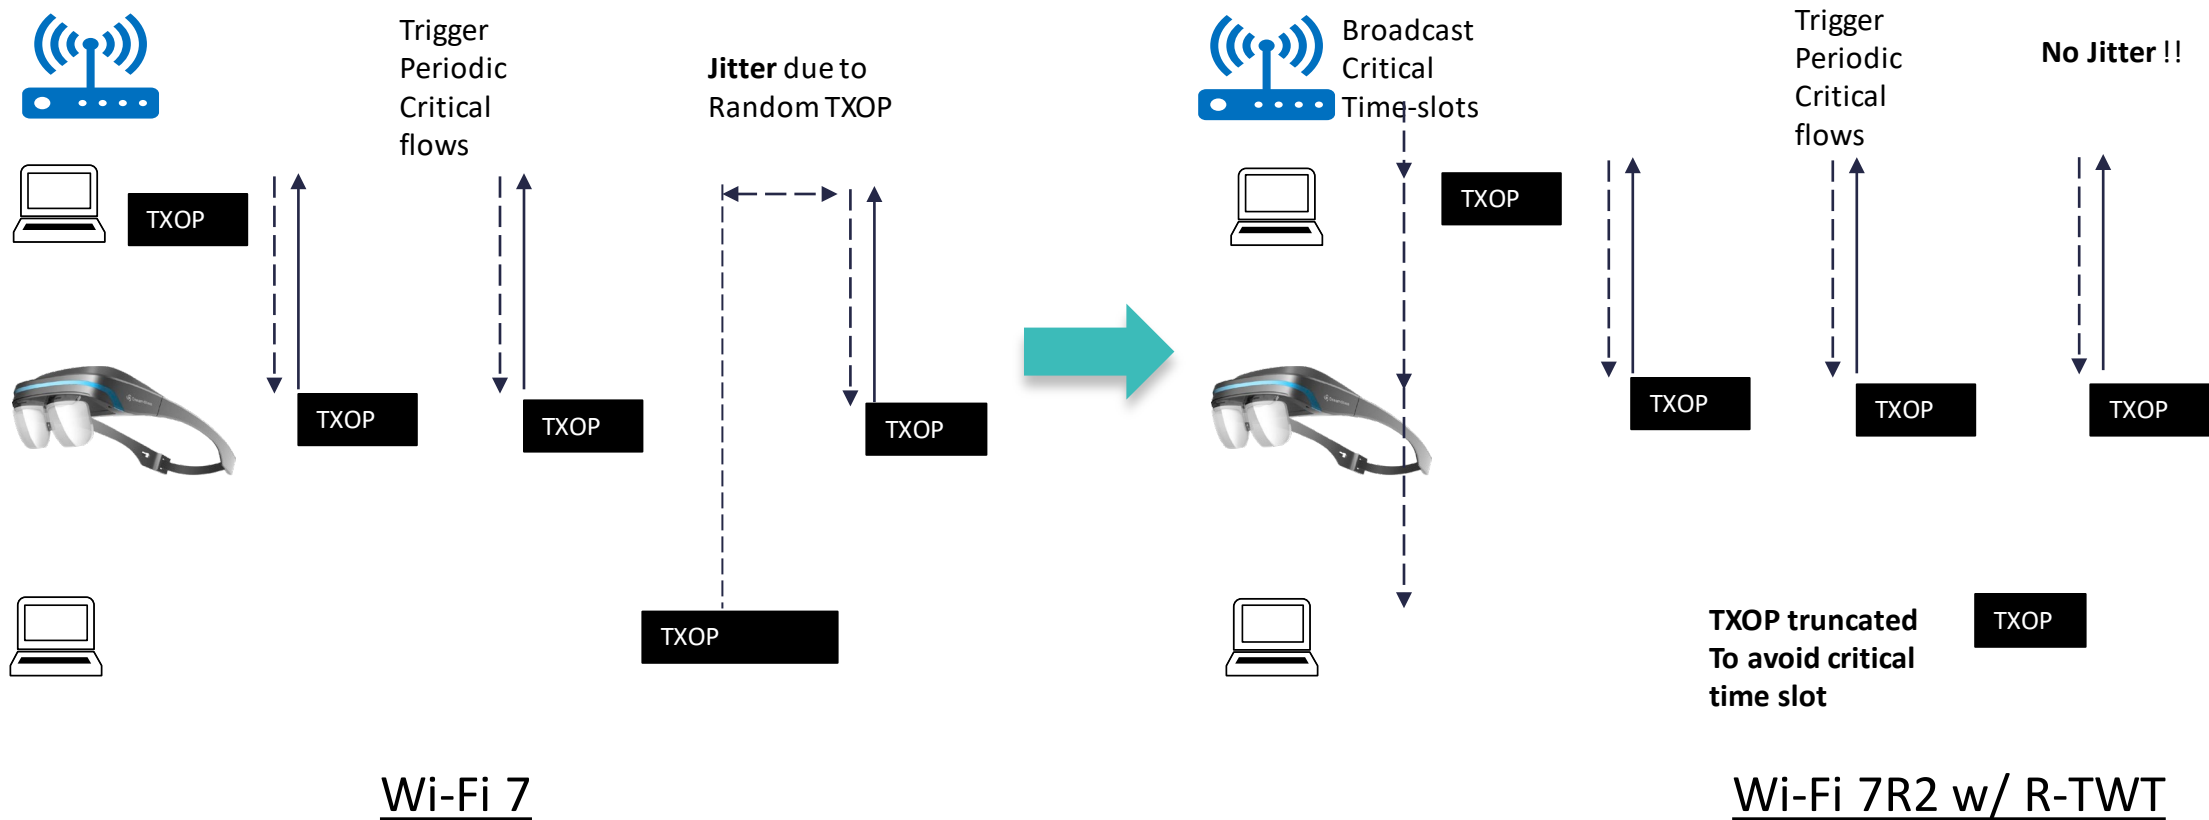 Trigger
Periodic
Critical
flows
Jitter due to
Random TXOP
TXOP
TXOP
TXOP
TXOP
TXOP
Wi-Fi 7
Broadcast
Critical
Time-slots
Trigger
Periodic
Critical
flows
No Jitter !!
TXOP
TXOP
TXOP
TXOP
TXOP truncated
To avoid critical
time slot
TXOP
Wi-Fi 7R2 w/ R-TWT